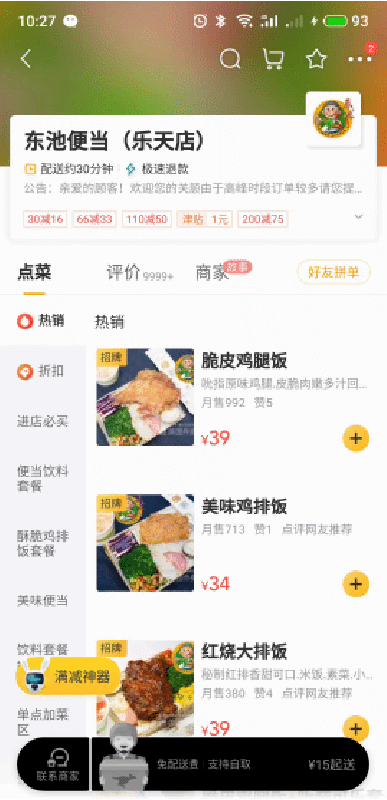 10:27
93
2
东池便当（乐天店）
配送约30分钟 极速退款
公告：亲爱的顾客！欢迎您的光顾由于高峰时段订单较多请您提...
30减16 66减33 110减50 津贴 1元 200减75
点菜 评价 9999+ 商家 故事 好友拼单
热销
热销
折扣
进店必买
便当饮料
套餐
酥脆鸡排
饭套餐
美味便当
饮料套餐
单点加菜
区
招牌
脆皮鸡腿饭
吮指原味鸡腿,皮脆肉嫩多汁回...
月售992 赞5
¥39
招牌
美味鸡排饭
月售713 赞1 点评网友推荐
¥34
招牌
红烧大排饭
秘制红排香甜可口.米饭.素菜.小...
月售380 赞4 点评网友推荐
¥39
满减神器
联系商家
免配送费 支持自取
¥15起送